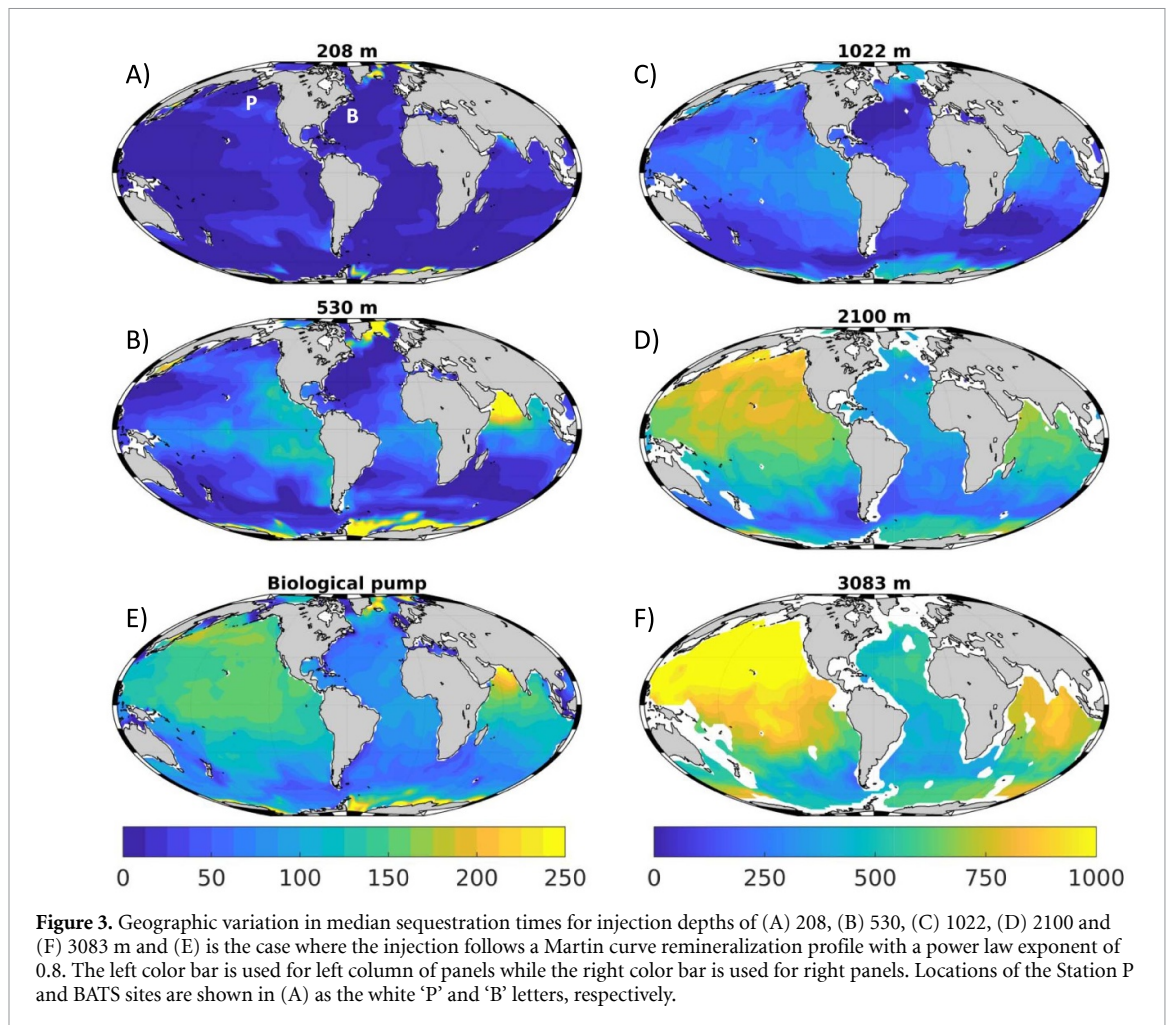 208 m
A)
P
B
1022 m
C)
530 m
B)
2100 m
D)
Biological pump
E)
3083 m
F)
0 50 100 150 200 250
0 250 500 750 1000
Figure 3. Geographic variation in median sequestration times for injection depths of (A) 208, (B) 530, (C) 1022, (D) 2100 and
(F) 3083 m and (E) is the case where the injection follows a Martin curve remineralization profile with a power law exponent of
0.8. The left color bar is used for left column of panels while the right color bar is used for right panels. Locations of the Station P
and BATS sites are shown in (A) as the white ‘P’ and ‘B’ letters, respectively.